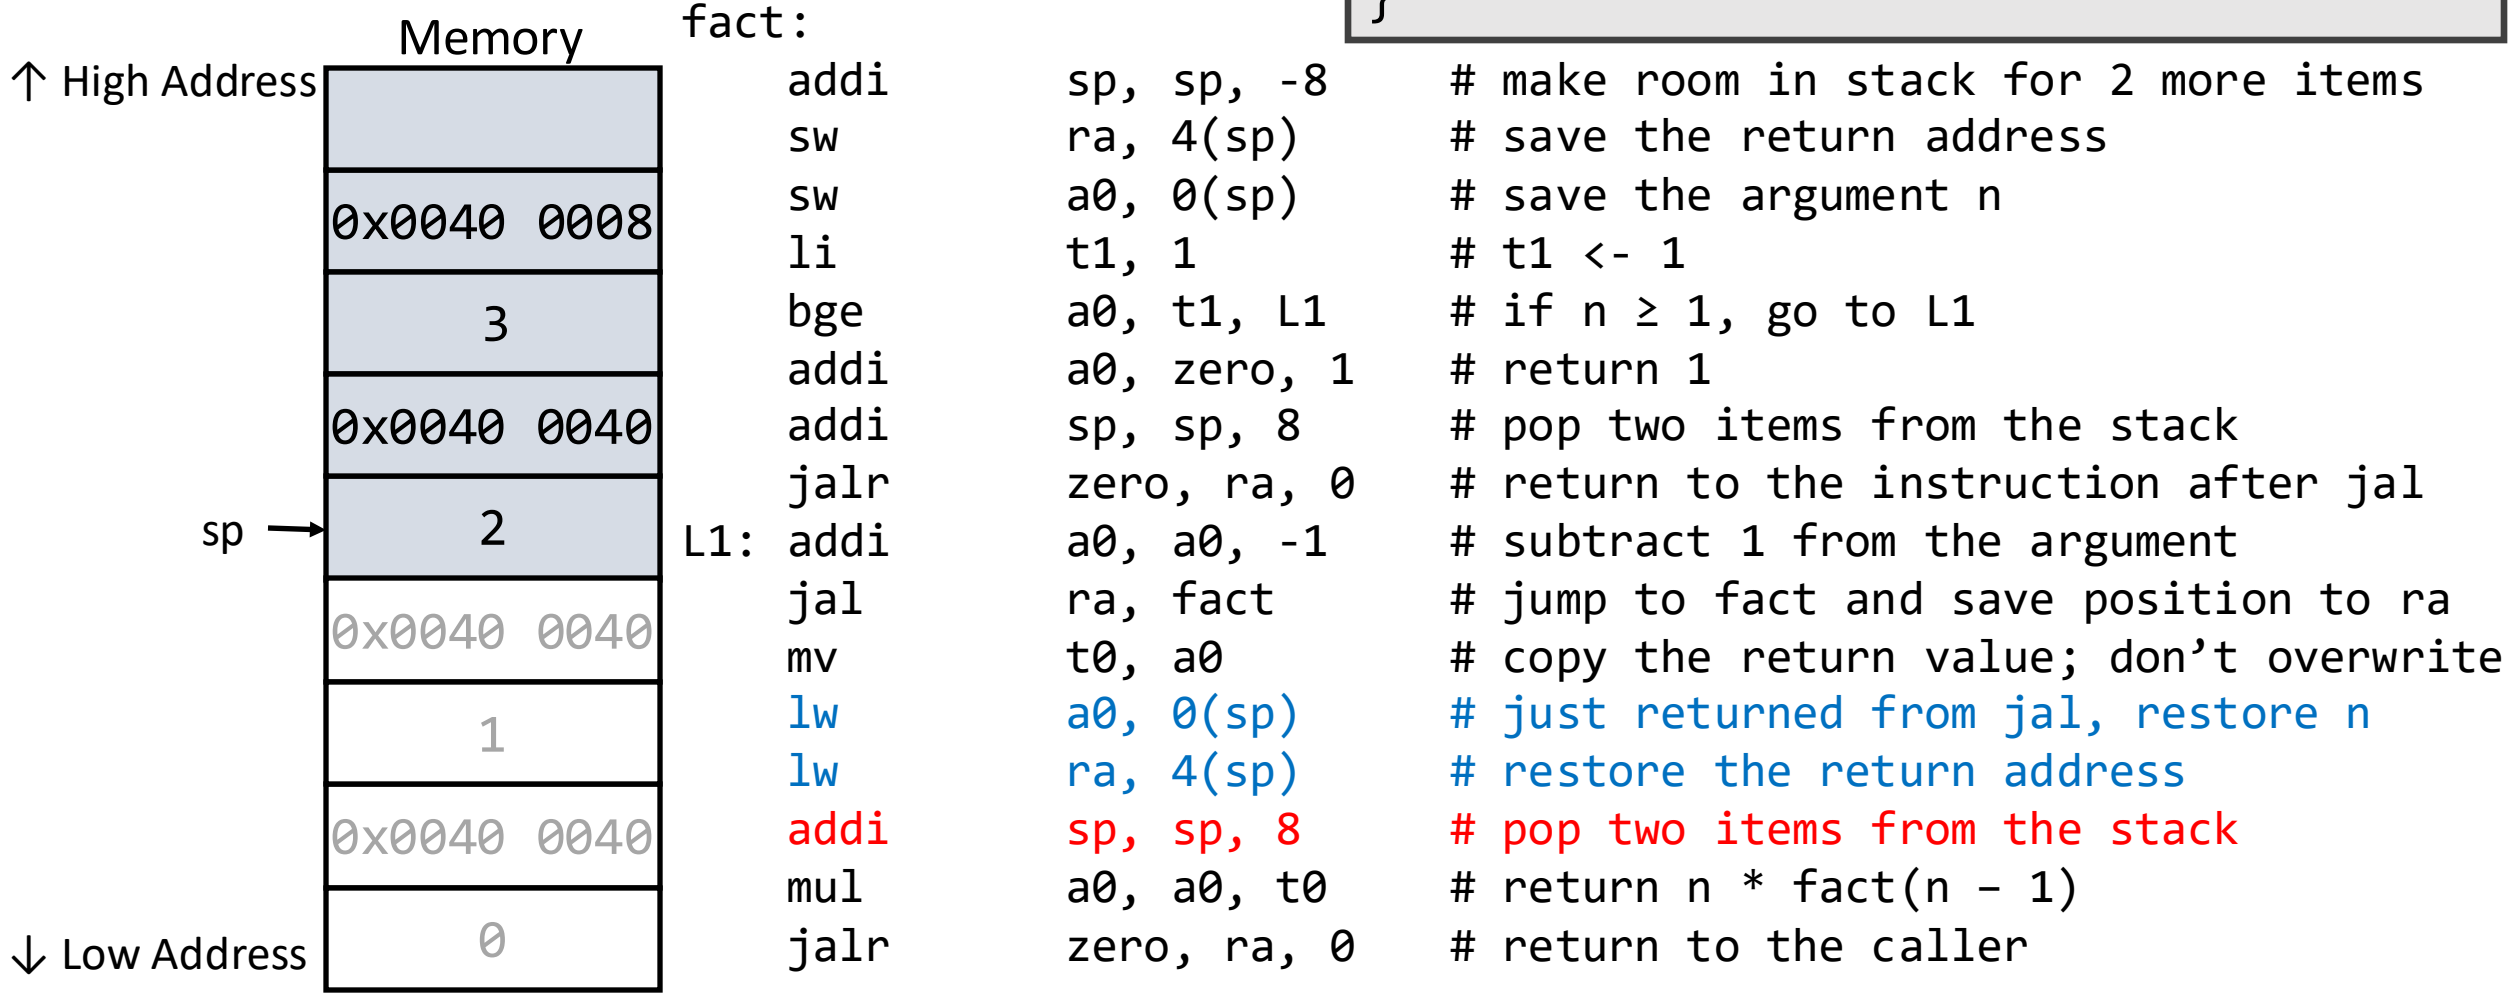 }
Memory
↑ High Address
0x0040 0008
3
0x0040 0040
sp
2
0x0040 0040
1
0x0040 0040
0
↓ Low Address
fact:
addi sp, sp, -8 # make room in stack for 2 more items
sw ra, 4(sp) # save the return address
sw a0, 0(sp) # save the argument n
li t1, 1 # t1 <- 1
bge a0, t1, L1 # if n ≥ 1, go to L1
addi a0, zero, 1 # return 1
addi sp, sp, 8 # pop two items from the stack
jalr zero, ra, 0 # return to the instruction after jal
L1: addi a0, a0, -1 # subtract 1 from the argument
jal ra, fact # jump to fact and save position to ra
mv t0, a0 # copy the return value; don’t overwrite
lw a0, 0(sp) # just returned from jal, restore n
lw ra, 4(sp) # restore the return address
addi sp, sp, 8 # pop two items from the stack
mul a0, a0, t0 # return n * fact(n – 1)
jalr zero, ra, 0 # return to the caller